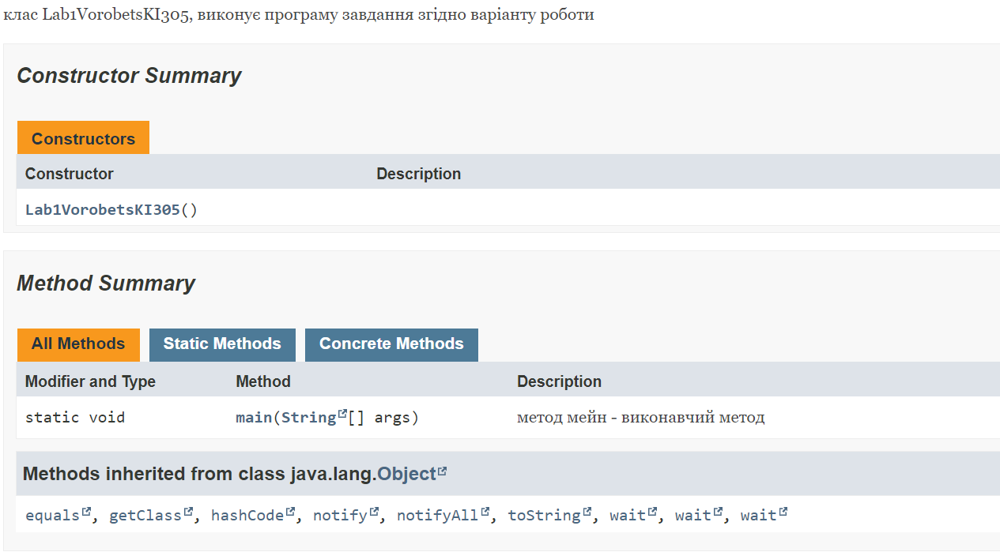 клас Lab1VorobetsKI305, виконує програму завдання згідно варіанту роботи
Constructor Summary
Constructors
Constructor Description
Lab1VorobetsKI305()
Method Summary
All Methods Static Methods Concrete Methods
Modifier and Type Method Description
static void main(String[] args) метод мейн - виконавчий метод
Methods inherited from class java.lang.Object
equals, getClass, hashCode, notify, notifyAll, toString, wait, wait, wait